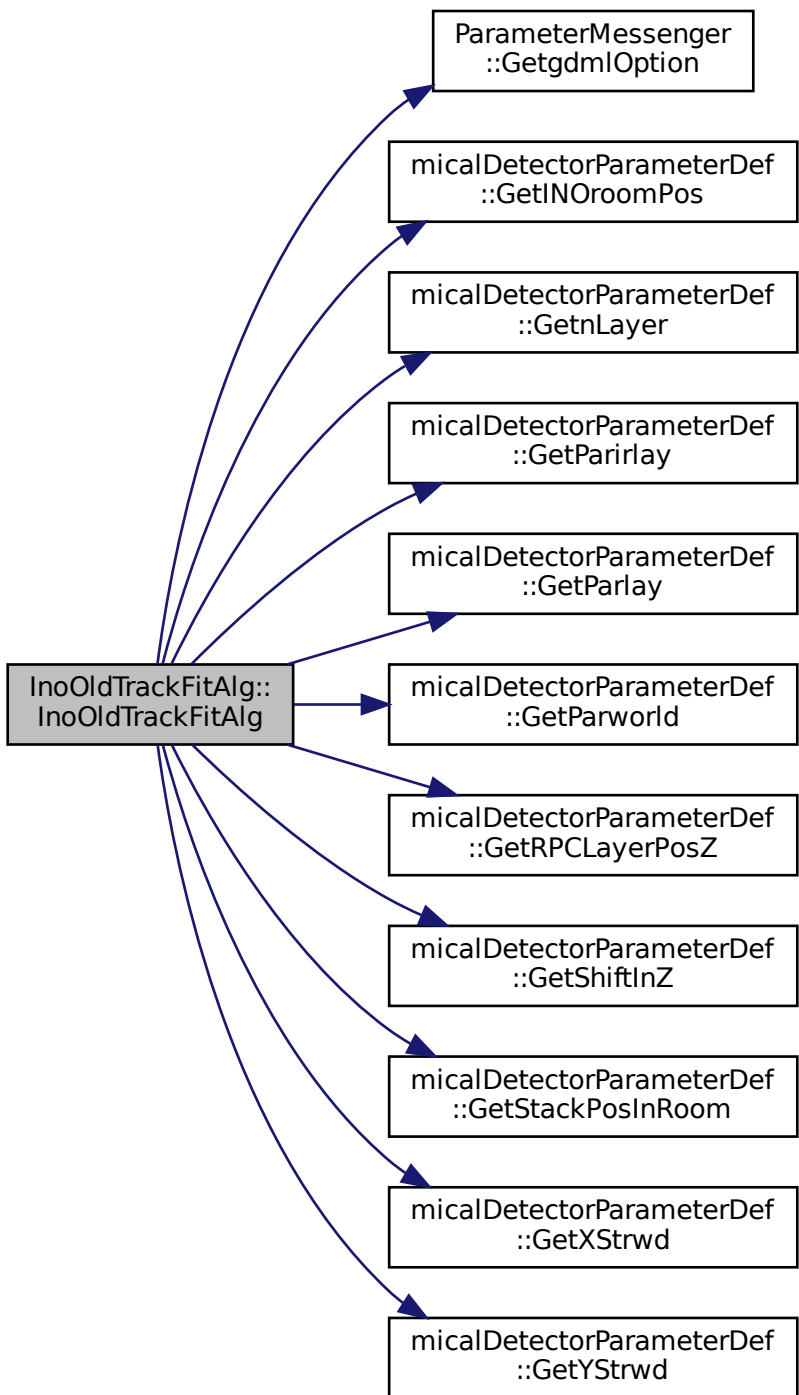 ParameterMessenger
::GetgdmlOption
micalDetectorParameterDef
::GetINOroomPos
micalDetectorParameterDef
::GetnLayer
micalDetectorParameterDef
::GetParirlay
micalDetectorParameterDef
::GetParlay
InoOldTrackFitAlg::
InoOldTrackFitAlg
micalDetectorParameterDef
::GetParworld
micalDetectorParameterDef
::GetRPCLayerPosZ
micalDetectorParameterDef
::GetShiftInZ
micalDetectorParameterDef
::GetStackPosInRoom
micalDetectorParameterDef
::GetXStrwd
micalDetectorParameterDef
::GetYStrwd